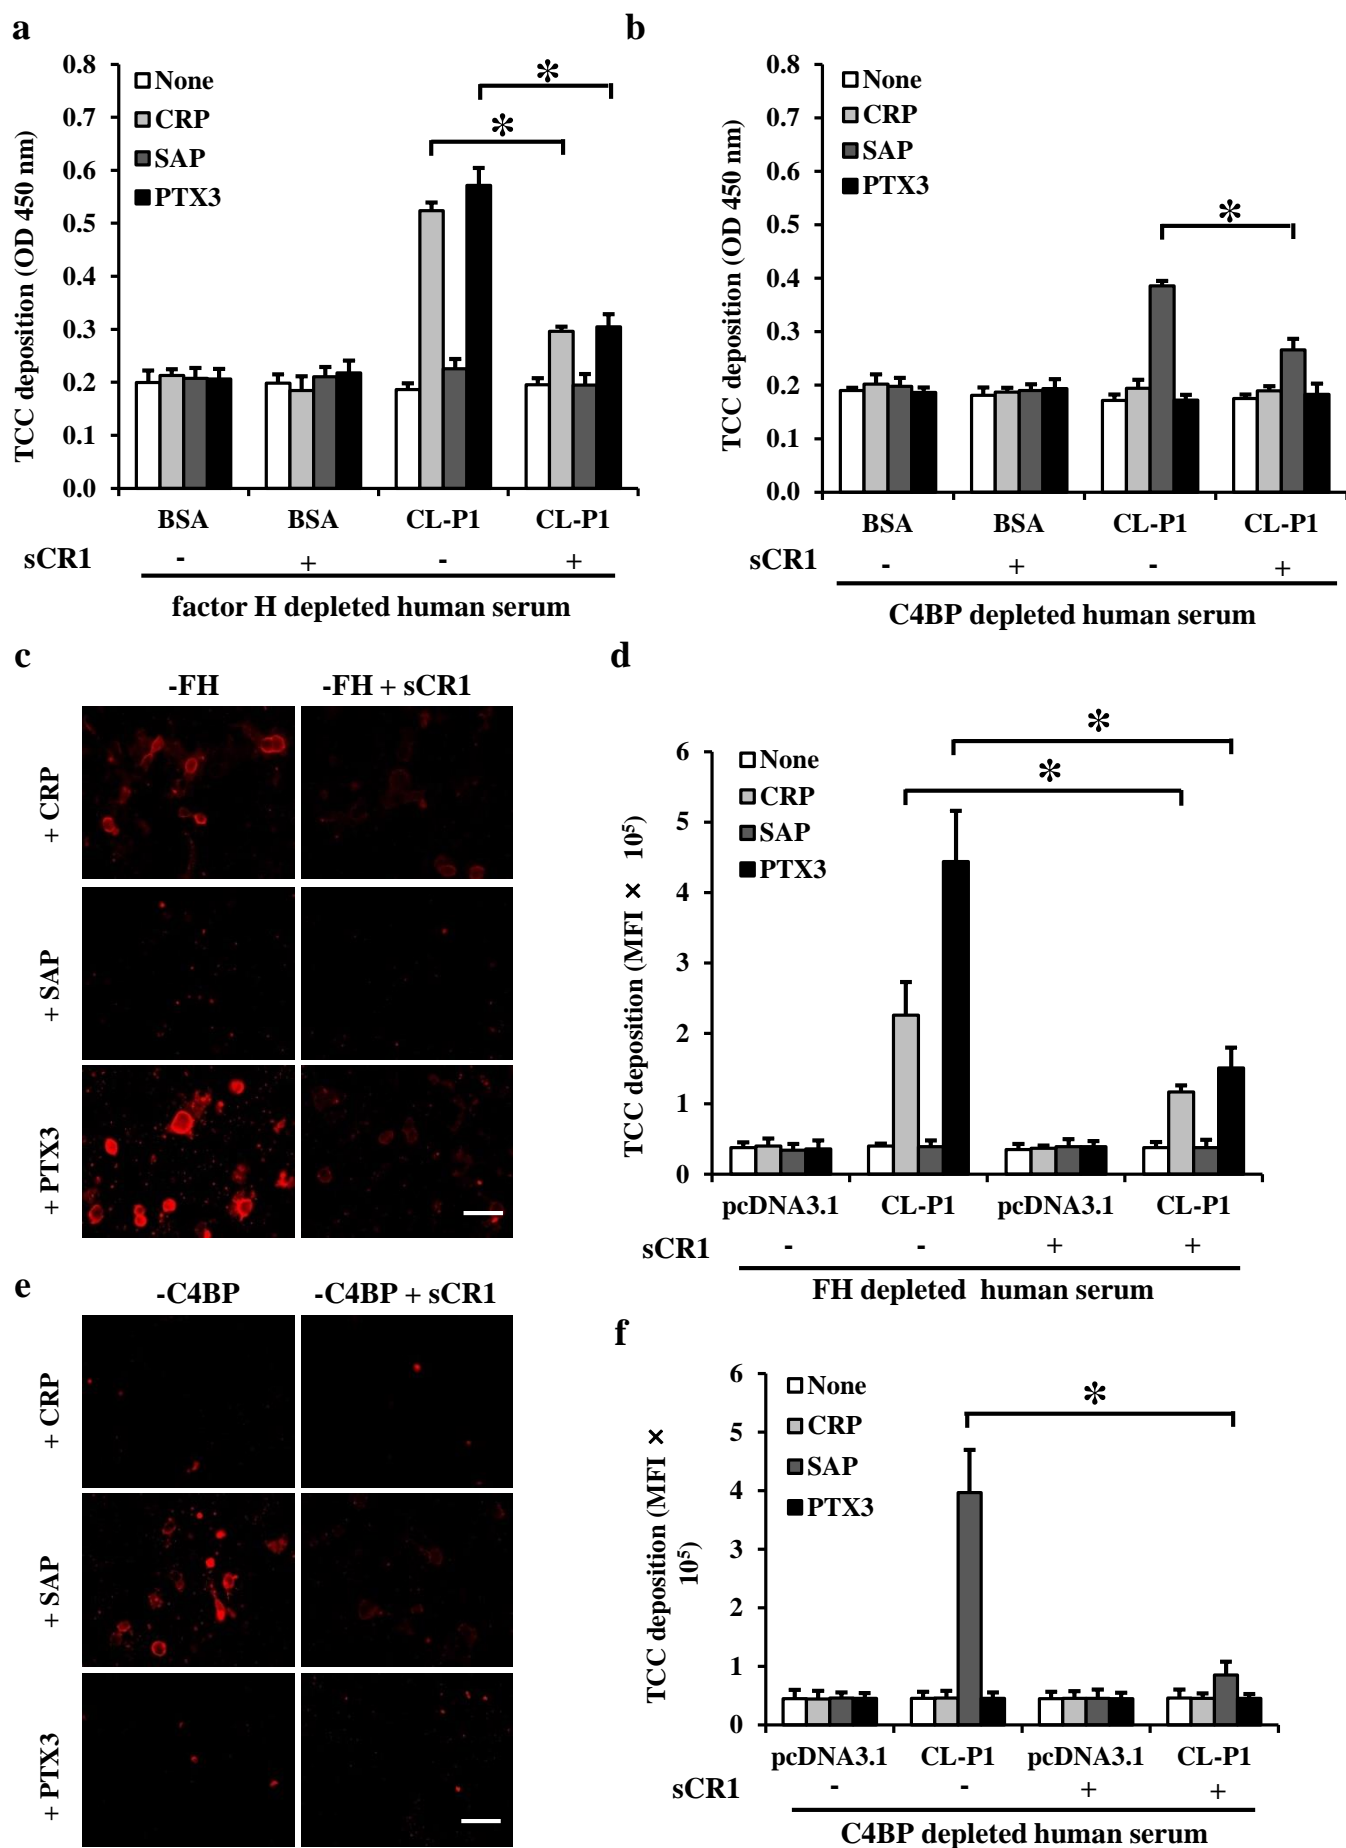 a
0.8
0.7
0.6
0.5
0.4
0.3
0.2
0.1
0.0
TCC deposition (OD 450 nm)
None
CRP
SAP
PTX3
*
*
BSA BSA CL-P1 CL-P1
sCR1 - + - +
factor H depleted human serum
b
0.8
0.7
0.6
0.5
0.4
0.3
0.2
0.1
0.0
TCC deposition (OD 450 nm)
None
CRP
SAP
PTX3
*
BSA BSA CL-P1 CL-P1
sCR1 - + - +
C4BP depleted human serum
c
-FH -FH + sCR1
+ CRP
+ SAP
+ PTX3
d
6
5
4
3
2
1
0
TCC deposition (MFI × 10⁵)
None
CRP
SAP
PTX3
*
*
pcDNA3.1 CL-P1 pcDNA3.1 CL-P1
sCR1 - - + +
FH depleted human serum
e
-C4BP -C4BP + sCR1
+ CRP
+ SAP
+ PTX3
f
6
5
4
3
2
1
0
TCC deposition (MFI ×
10⁵)
None
CRP
SAP
PTX3
*
pcDNA3.1 CL-P1 pcDNA3.1 CL-P1
sCR1 - - + +
C4BP depleted human serum